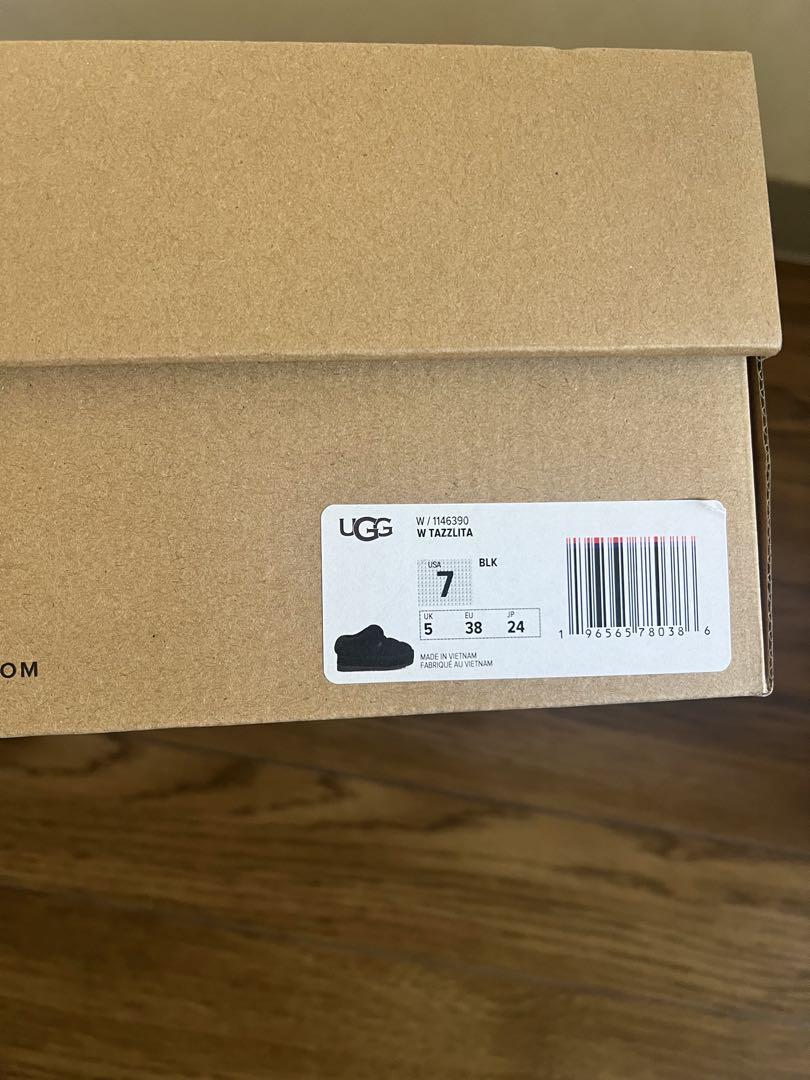 UGG
W / 1146390
W TAZZLITA
USA
7
BLK
UK EU JP
5 38 24
MADE IN VIETNAM
FABRIQUÉ AU VIETNAM
1 96565 78038 6
OM